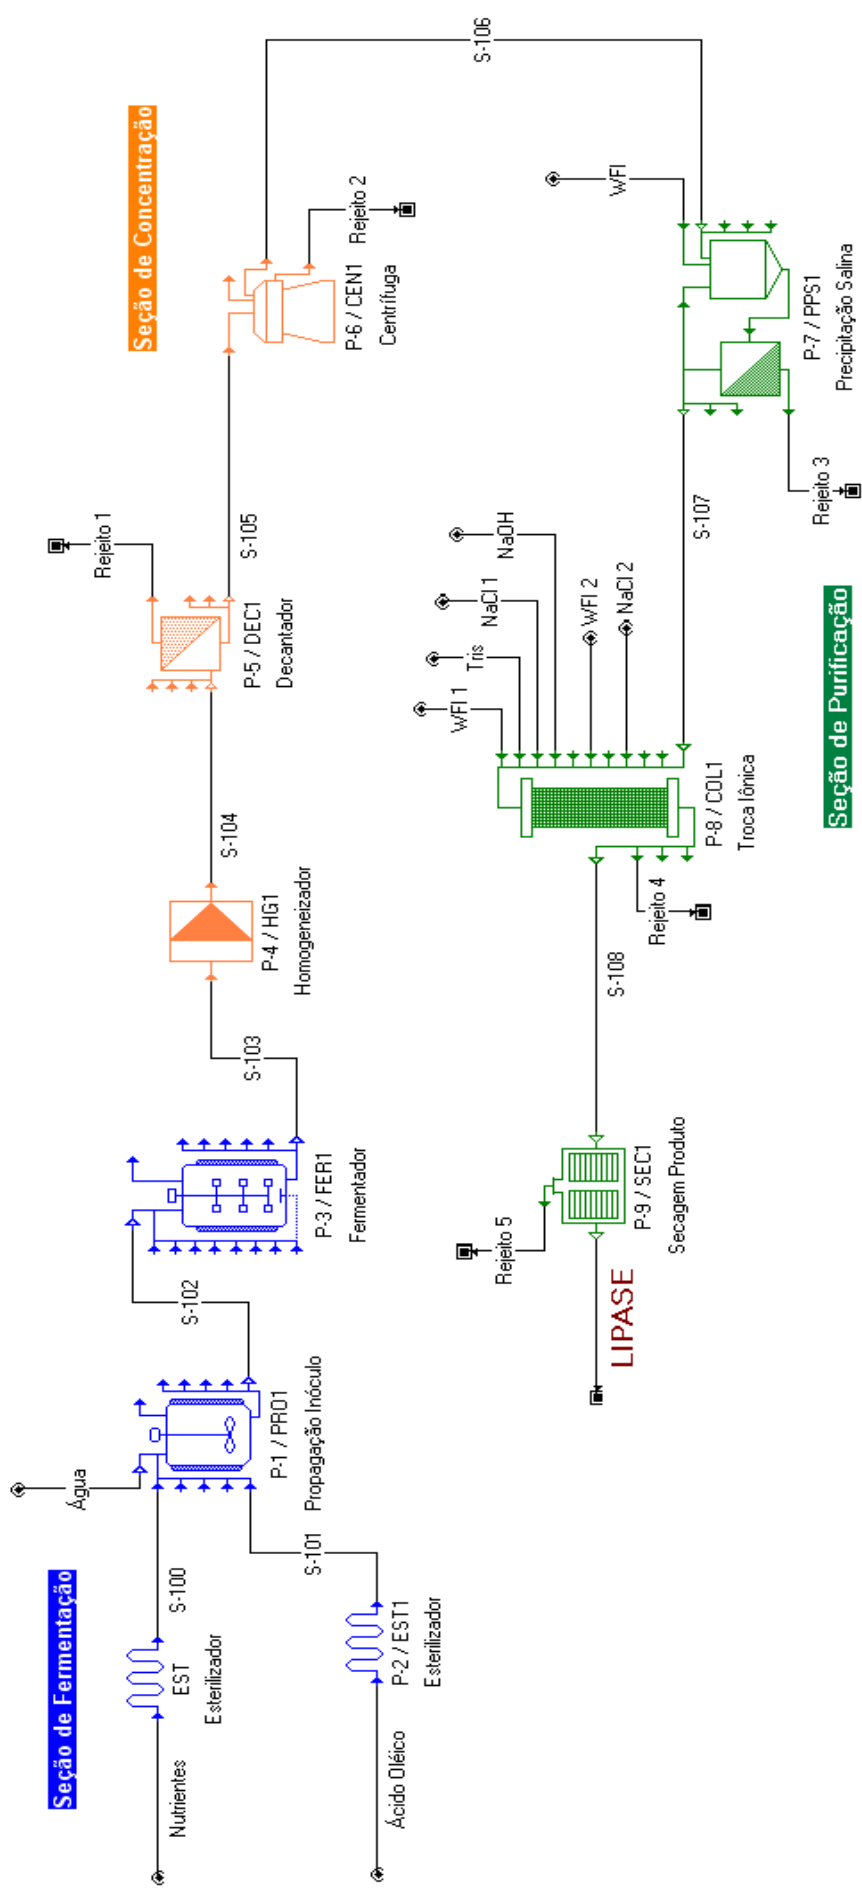 Seção de Fermentação
Nutrientes
EST
Esterilizador
S-100
Água
Ácido Oléico
P-2 / EST1
Esterilizador
S-101
P-1 / PRO1
Propagação Inóculo
S-102
P-3 / FER1
Fermentador
S-103
Seção de Concentração
P-4 / HG1
Homogeneizador
S-104
P-5 / DEC1
Decantador
Rejeito 1
S-105
P-6 / CEN1
Centrífuga
Rejeito 2
S-106
Seção de Purificação
WFI
P-7 / PPS1
Precipitação Salina
Rejeito 3
S-107
WFI 1
Tris
NaCl 1
NaOH
WFI 2
NaCl 2
P-8 / COL1
Troca Iônica
Rejeito 4
S-108
P-9 / SEC1
Secagem Produto
Rejeito 5
LIPASE